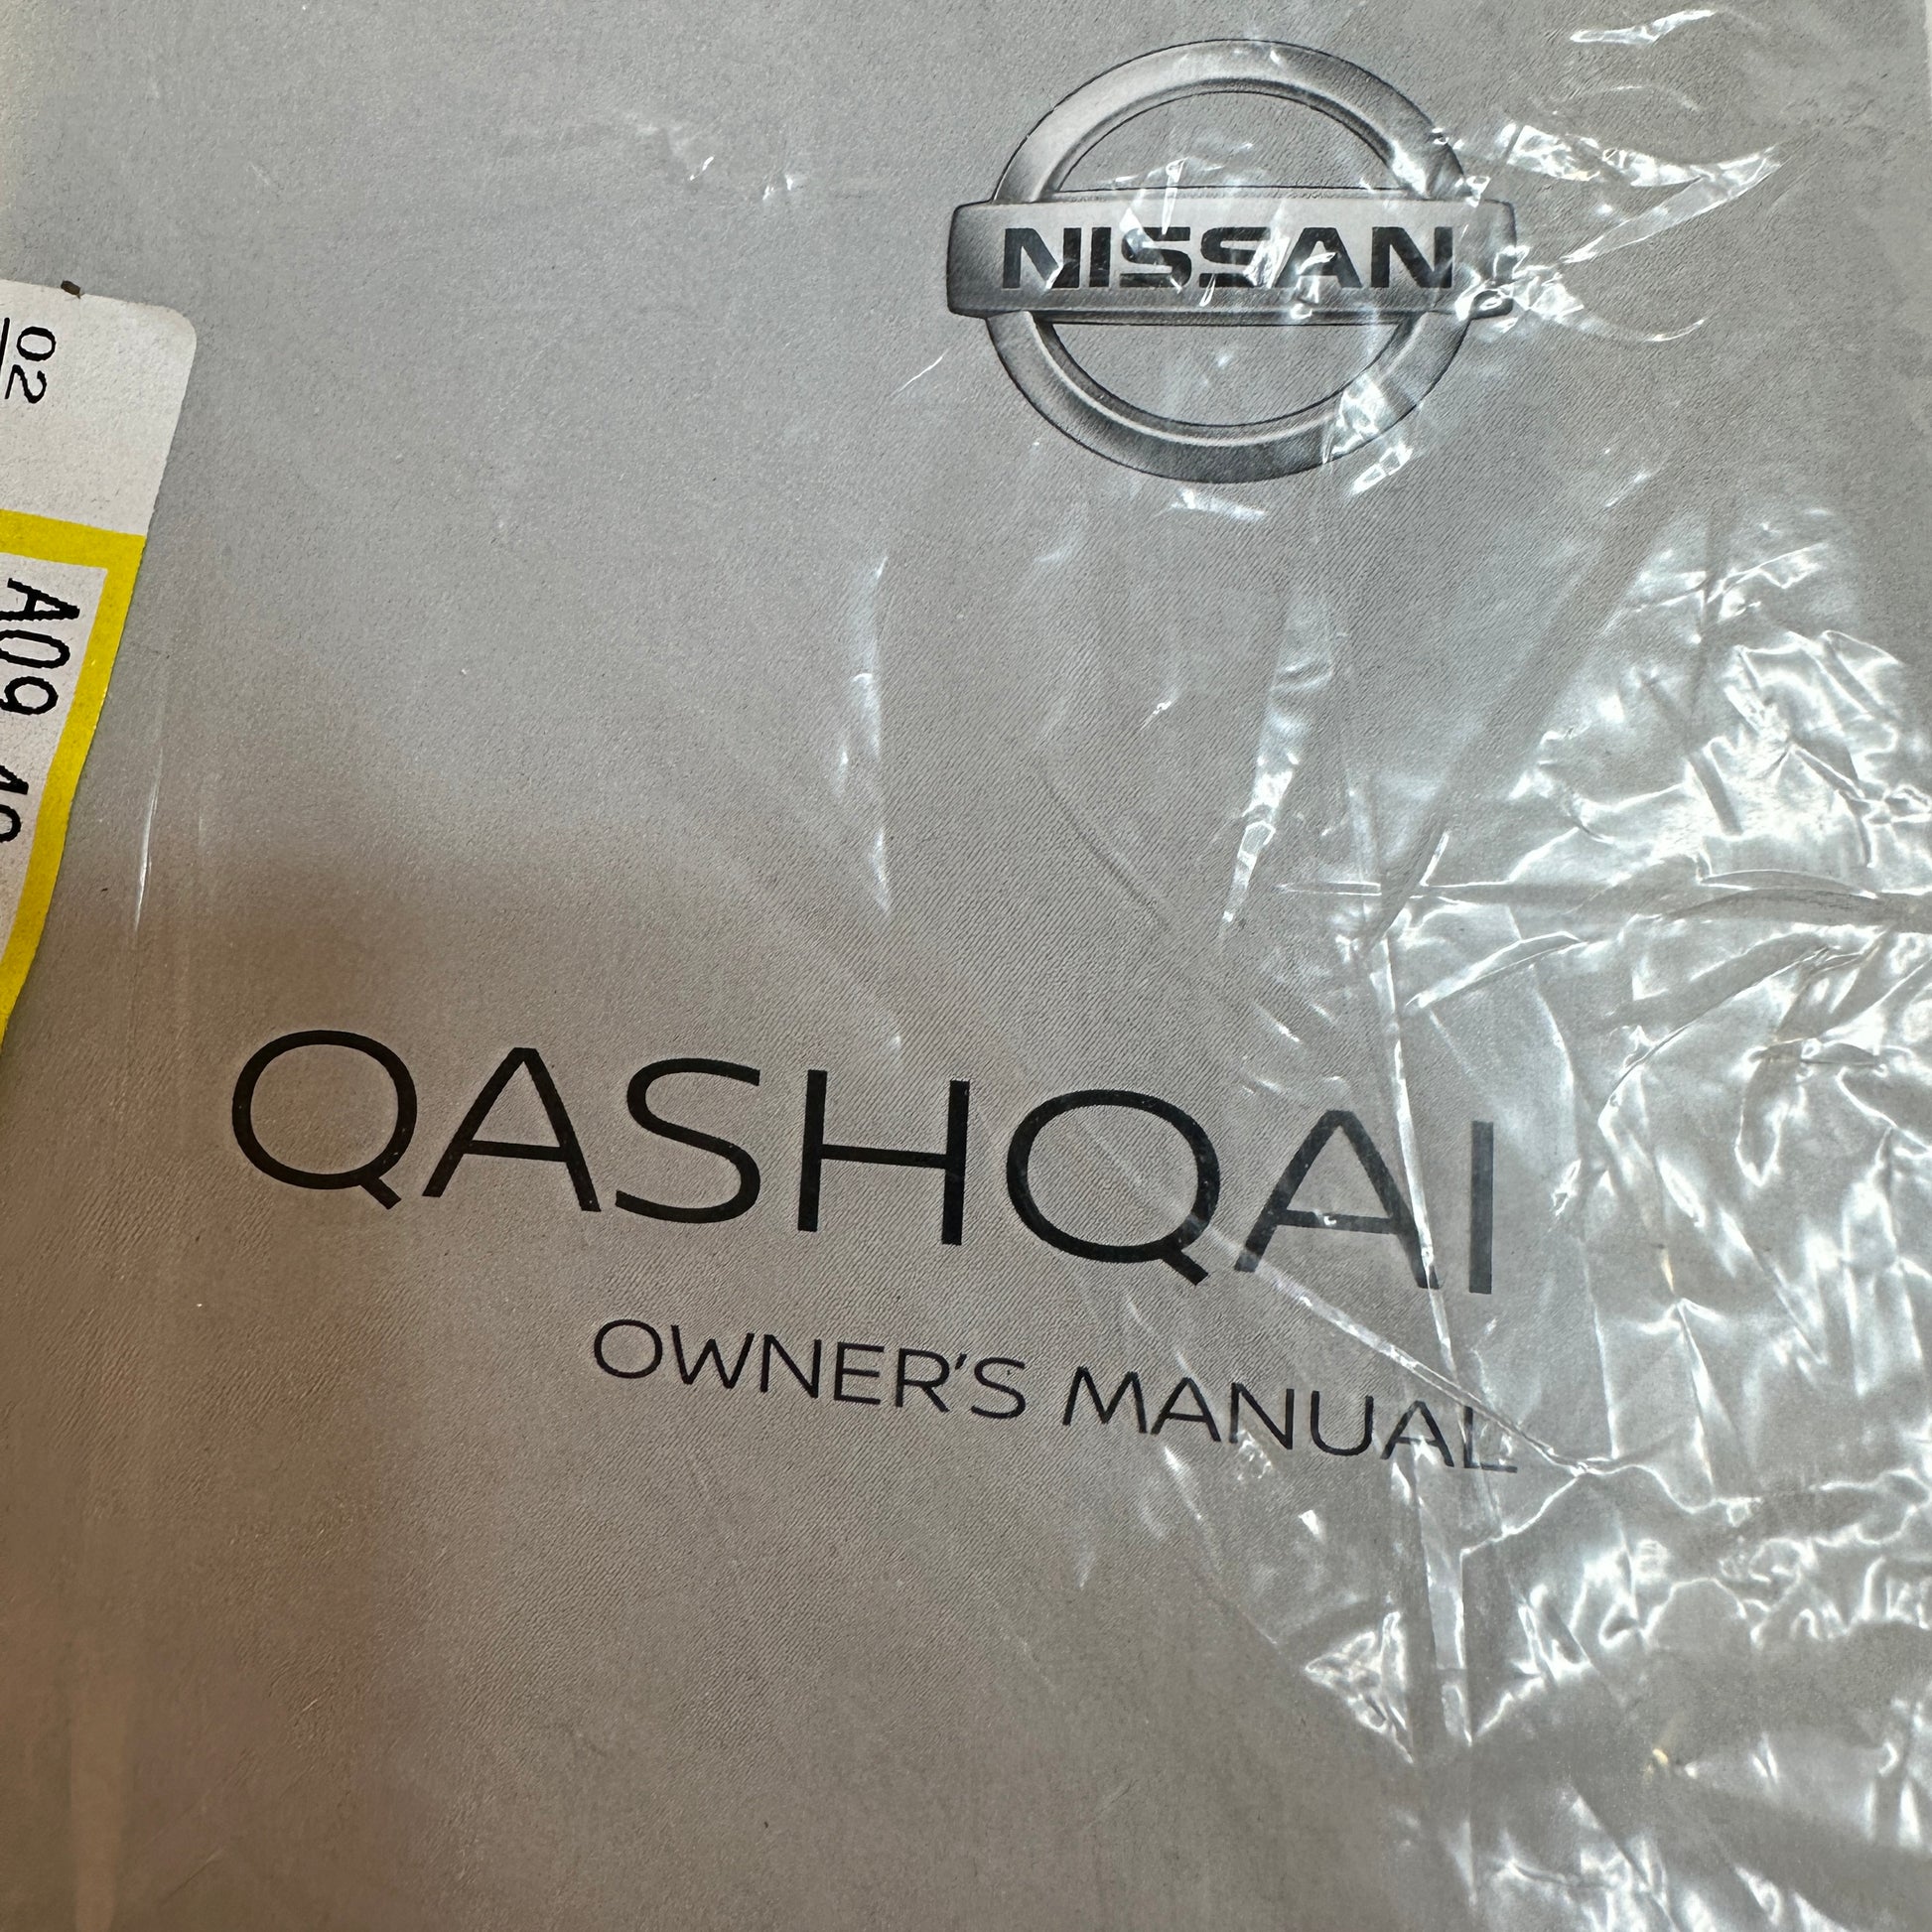 NISSAN
02
A09
QASHQAI
OWNER'S MANUAL